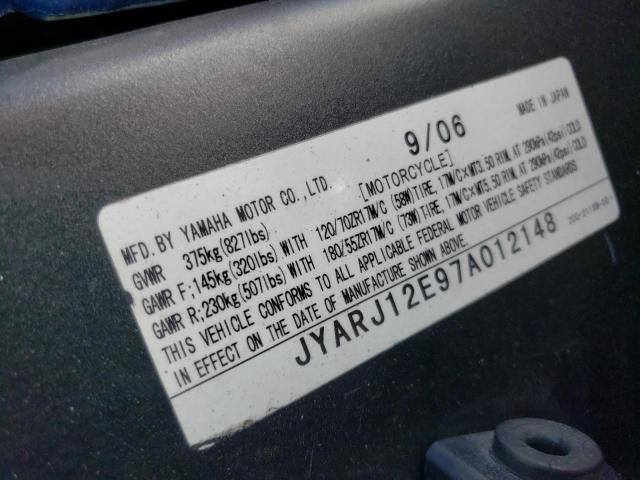 9/06 MADE IN JAPAN
MFD. BY YAMAHA MOTOR CO.,LTD. [MOTORCYCLE]
GVWR 375kg(827lbs)
GAWR F;145kg(320lbs) WITH 120/70ZR17M/C (58W)TIRE, 17M/C×MT3.50 RIM, AT 290kPa(42psi)COLD
GAWR R;230kg(507lbs) WITH 180/55ZR17M/C (73W)TIRE, 17M/C×MT5.50 RIM, AT 290kPa(42psi)COLD
THIS VEHICLE CONFORMS TO ALL APPLICABLE FEDERAL MOTOR VEHICLE SAFETY STANDARDS
IN EFFECT ON THE DATE OF MANUFACTURE SHOWN ABOVE.
JYARJ12E97A012148